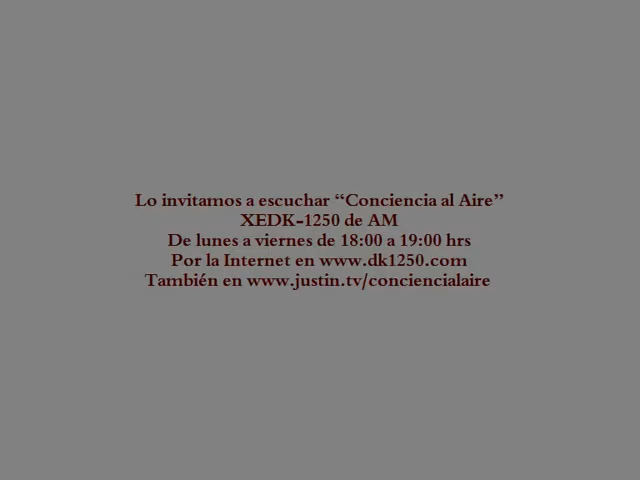 Lo invitamos a escuchar “Conciencia al Aire”
XEDK-1250 de AM
De lunes a viernes de 18:00 a 19:00 hrs
Por la Internet en www.dk1250.com
También en www.justin.tv/conciencialaire